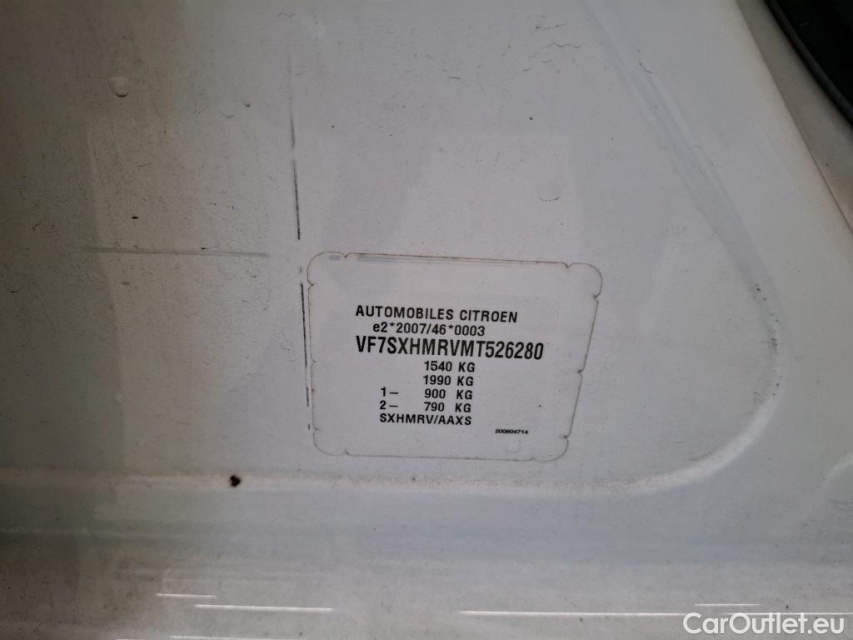 AUTOMOBILES CITROEN
e2*2007/46*0003
VF7SXHMRVMT526280
1540 KG
1990 KG
1- 900 KG
2- 790 KG
SXHMRV/AAXS
200804714
CarOutlet.eu